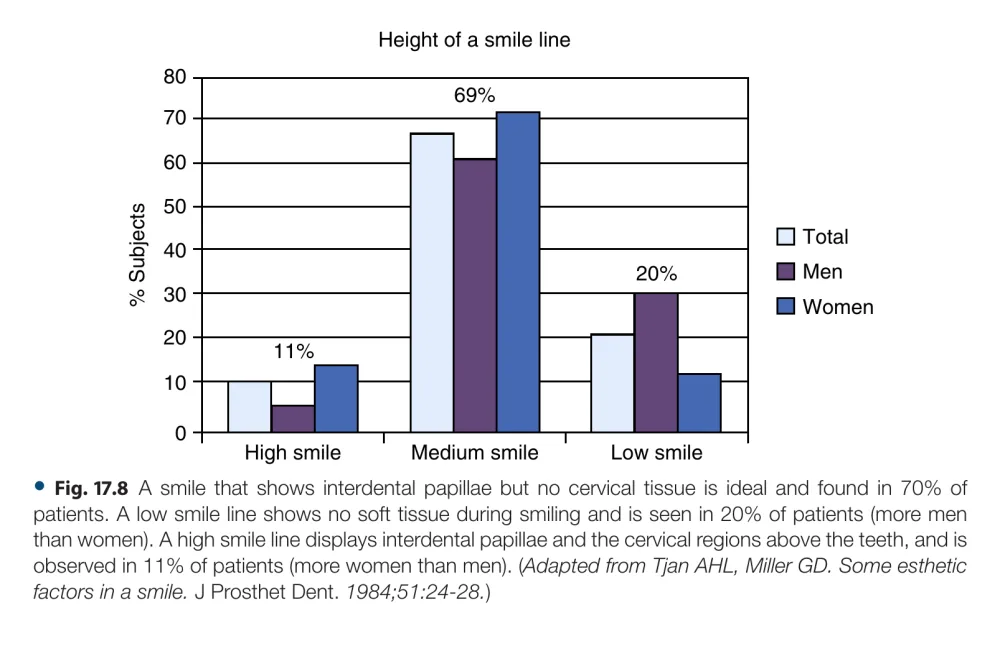 Height of a smile line
80
70
60
50
40
30
20
10
0
% Subjects
11%
69%
20%
High smile
Medium smile
Low smile
Total
Men
Women
• Fig. 17.8 A smile that shows interdental papillae but no cervical tissue is ideal and found in 70% of
patients. A low smile line shows no soft tissue during smiling and is seen in 20% of patients (more men
than women). A high smile line displays interdental papillae and the cervical regions above the teeth, and is
observed in 11% of patients (more women than men). (Adapted from Tjan AHL, Miller GD. Some esthetic
factors in a smile. J Prosthet Dent. 1984;51:24-28.)